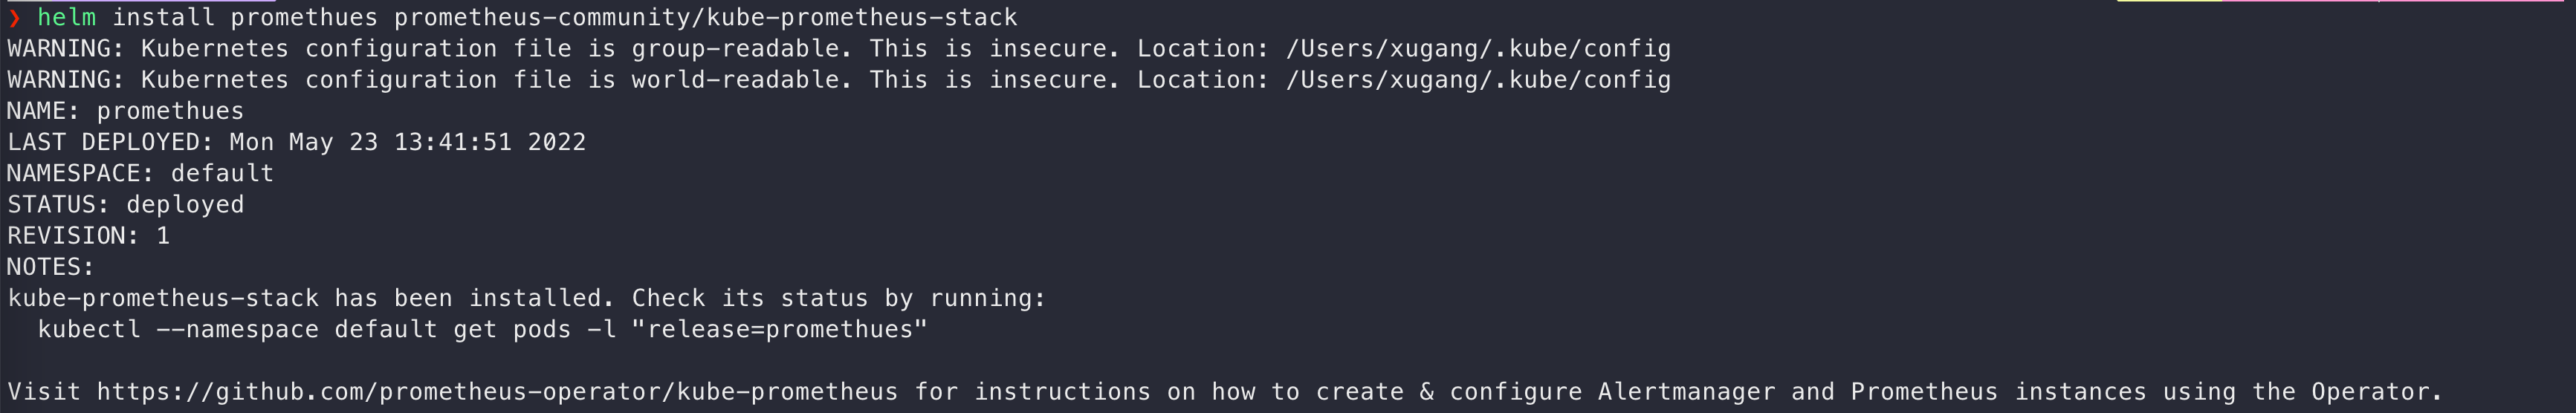 ❯ helm install promethues prometheus-community/kube-prometheus-stack
WARNING: Kubernetes configuration file is group-readable. This is insecure. Location: /Users/xugang/.kube/config
WARNING: Kubernetes configuration file is world-readable. This is insecure. Location: /Users/xugang/.kube/config
NAME: promethues
LAST DEPLOYED: Mon May 23 13:41:51 2022
NAMESPACE: default
STATUS: deployed
REVISION: 1
NOTES:
kube-prometheus-stack has been installed. Check its status by running:
  kubectl --namespace default get pods -l "release=promethues"

Visit https://github.com/prometheus-operator/kube-prometheus for instructions on how to create & configure Alertmanager and Prometheus instances using the Operator.